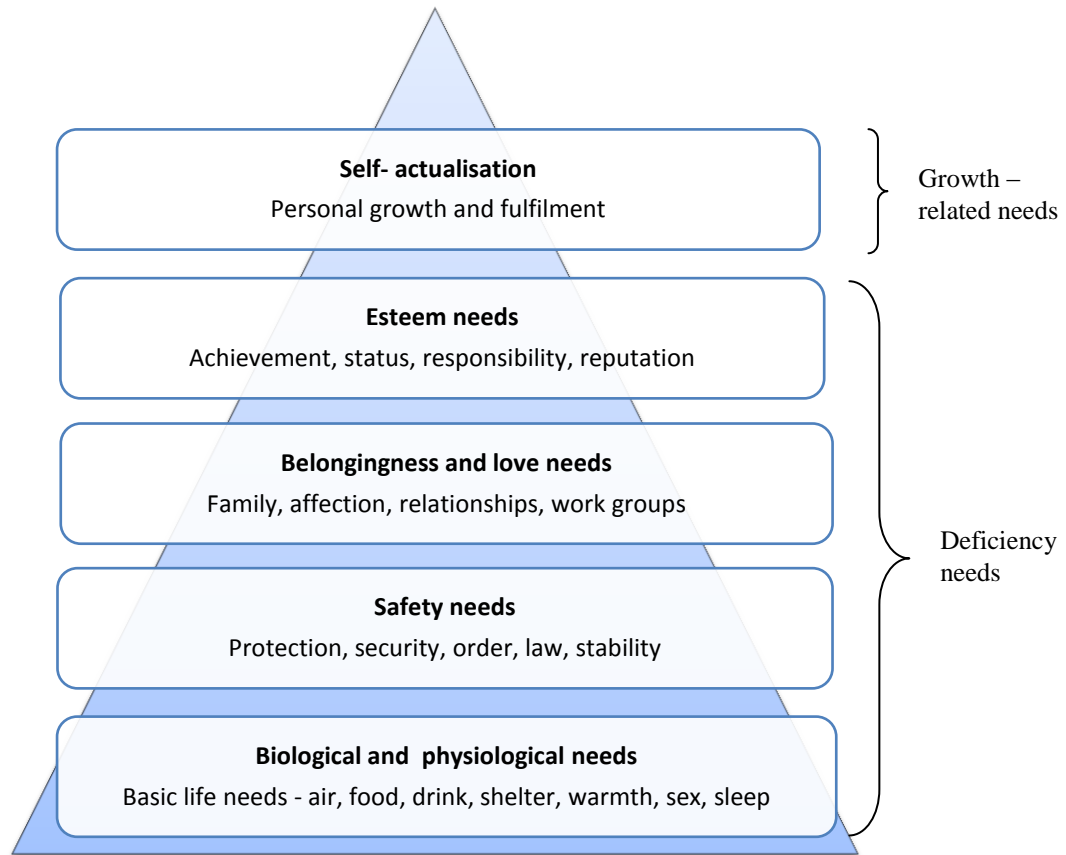 Self- actualisation
Personal growth and fulfilment
Growth –
related needs
Esteem needs
Achievement, status, responsibility, reputation
Belongingness and love needs
Family, affection, relationships, work groups
Deficiency
needs
Safety needs
Protection, security, order, law, stability
Biological and physiological needs
Basic life needs - air, food, drink, shelter, warmth, sex, sleep